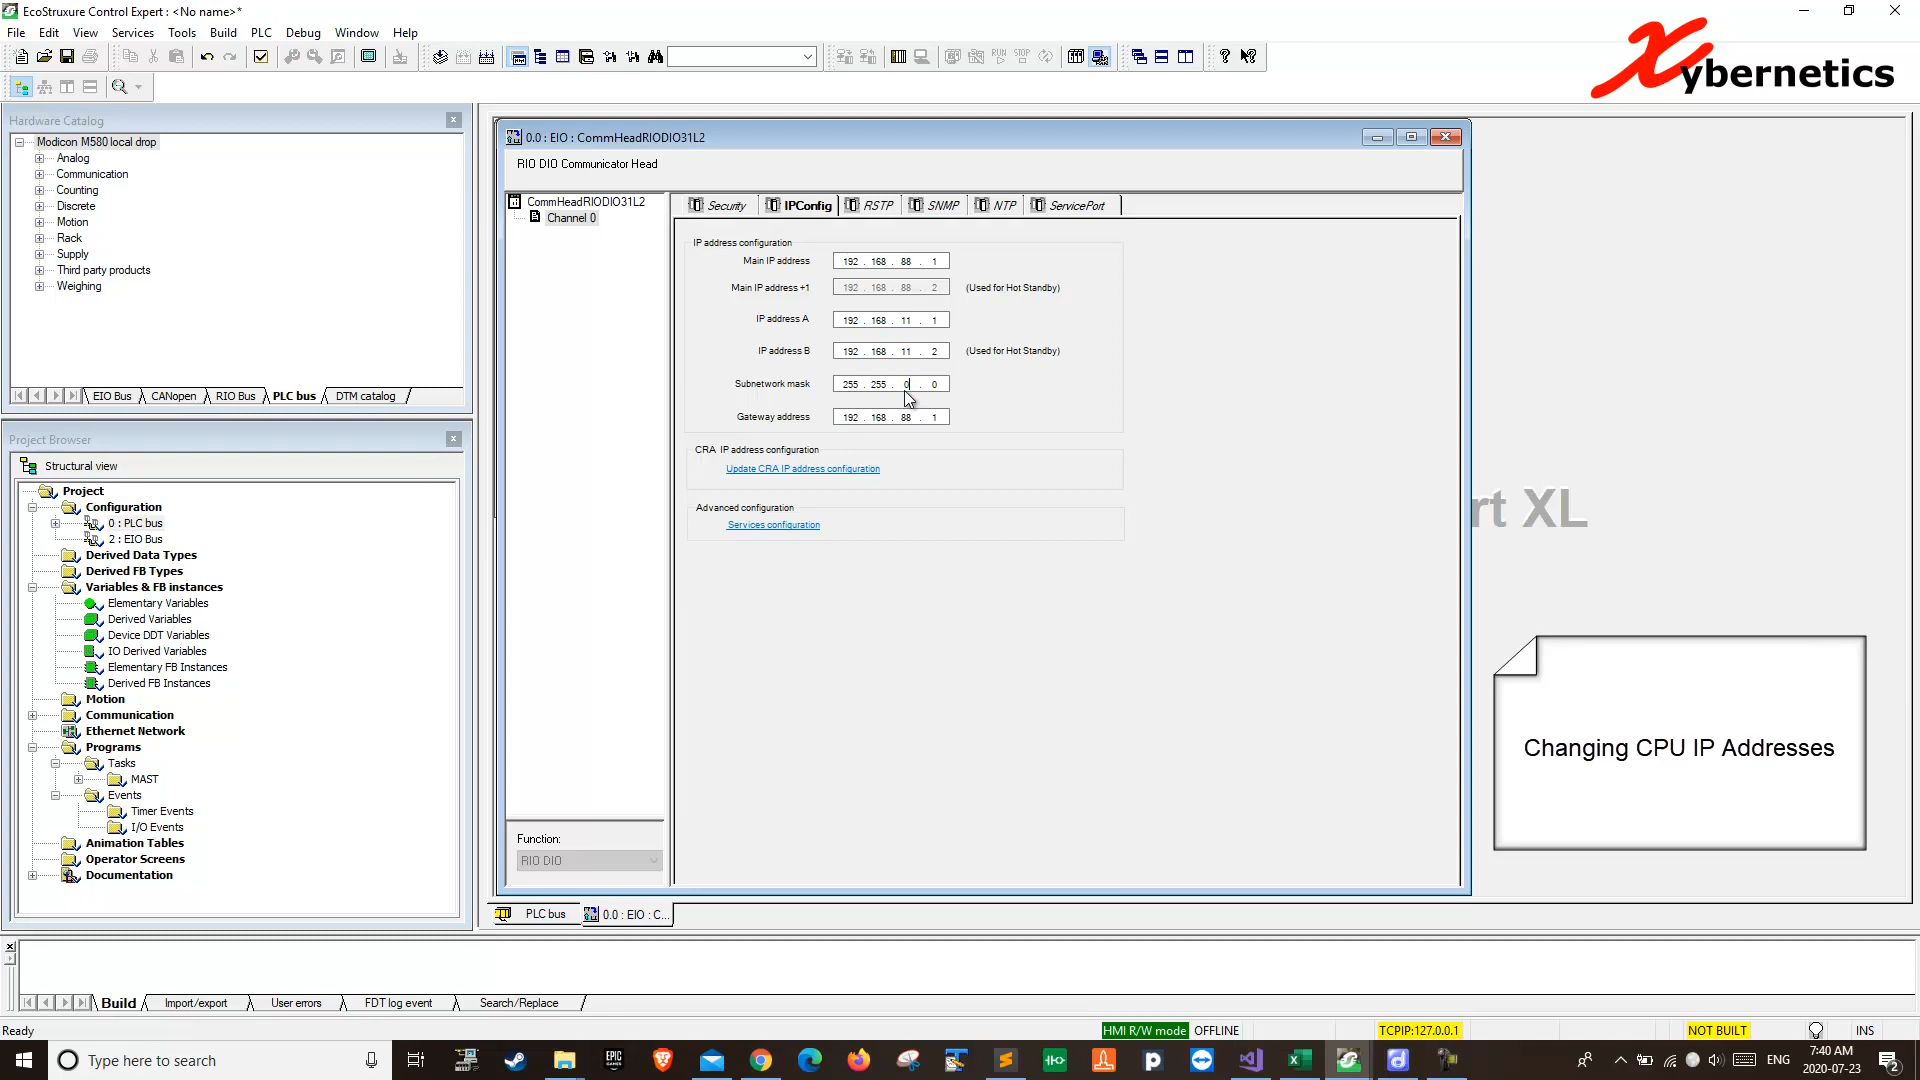 EcoStruxure Control Expert : <No name>*
File Edit View Services Tools Build PLC Debug Window Help
Xybernetics
Hardware Catalog
Modicon M580 local drop
Analog
Communication
Counting
Discrete
Motion
Rack
Supply
Third party products
Weighing
EIO Bus CANopen RIO Bus PLC bus DTM catalog
Project Browser
Structural view
Project
Configuration
0 : PLC bus
2 : EIO Bus
Derived Data Types
Derived FB Types
Variables & FB instances
Elementary Variables
Derived Variables
Device DDT Variables
IO Derived Variables
Elementary FB Instances
Derived FB Instances
Motion
Communication
Ethernet Network
Programs
Tasks
MAST
Events
Timer Events
I/O Events
Animation Tables
Operator Screens
Documentation
0.0 : EIO : CommHeadRIODIO31L2
RIO DIO Communicator Head
CommHeadRIODIO31L2
Channel 0
Security IPConfig RSTP SNMP NTP ServicePort
IP address configuration
Main IP address 192 . 168 . 88 . 1
Main IP address +1 192 . 168 . 88 . 2 (Used for Hot Standby)
IP address A 192 . 168 . 11 . 1
IP address B 192 . 168 . 11 . 2 (Used for Hot Standby)
Subnetwork mask 255 . 255 . 0 . 0
Gateway address 192 . 168 . 88 . 1
CRA IP address configuration
Update CRA IP address configuration
Advanced configuration
Services configuration
Function:
RIO DIO
rt XL
Changing CPU IP Addresses
PLC bus 0.0 : EIO : C...
Build Import/export User errors FDT log event Search/Replace
Ready HMI R/W mode OFFLINE TCPIP:127.0.0.1 NOT BUILT INS
Type here to search
ENG
7:40 AM
2020-07-23
2